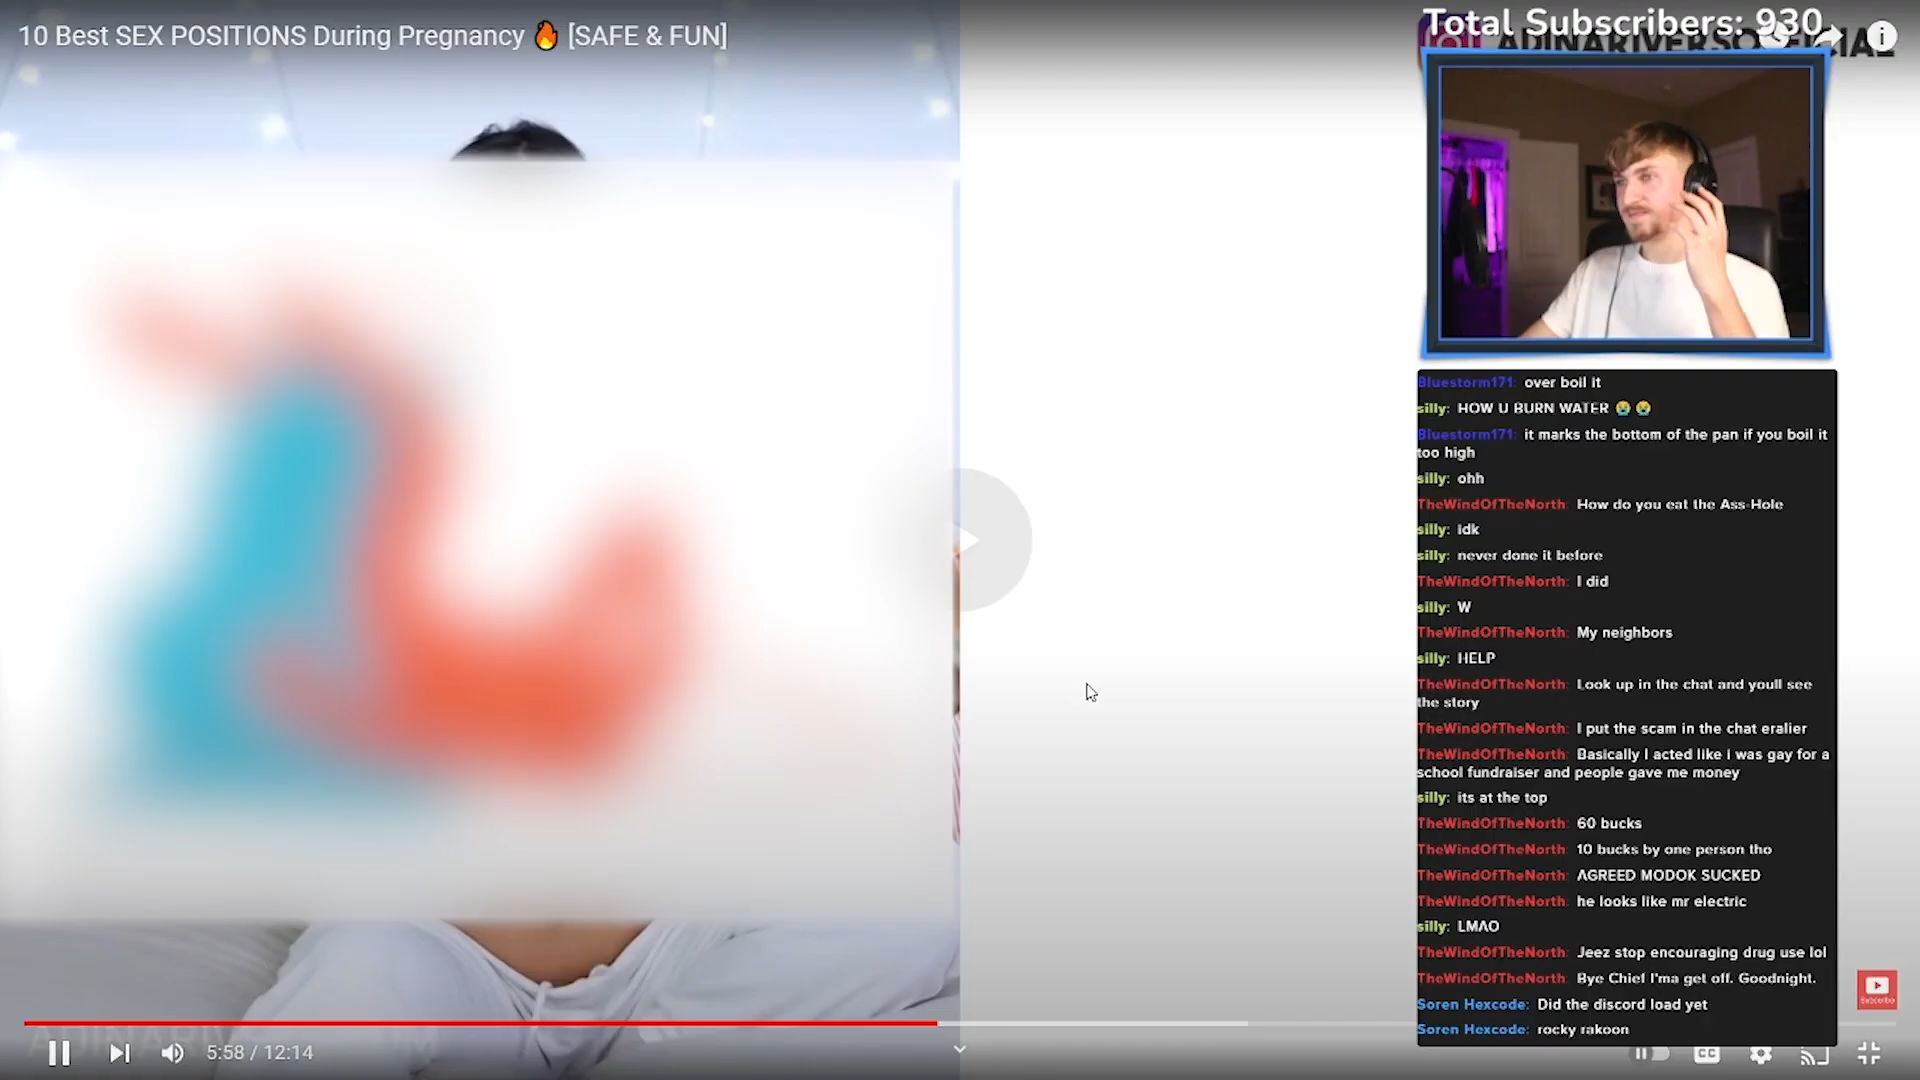 10 Best SEX POSITIONS During Pregnancy 🔥 [SAFE & FUN]
Total Subscribers: 930
ADINARIVERSOFICIAL
Bluestorm171: over boil it
silly: HOW U BURN WATER 😭 😭
Bluestorm171: it marks the bottom of the pan if you boil it
too high
silly: ohh
TheWindOfTheNorth: How do you eat the Ass-Hole
silly: idk
silly: never done it before
TheWindOfTheNorth: I did
silly: W
TheWindOfTheNorth: My neighbors
silly: HELP
TheWindOfTheNorth: Look up in the chat and youll see
the story
TheWindOfTheNorth: I put the scam in the chat eralier
TheWindOfTheNorth: Basically I acted like i was gay for a
school fundraiser and people gave me money
silly: its at the top
TheWindOfTheNorth: 60 bucks
TheWindOfTheNorth: 10 bucks by one person tho
TheWindOfTheNorth: AGREED MODOK SUCKED
TheWindOfTheNorth: he looks like mr electric
silly: LMAO
TheWindOfTheNorth: Jeez stop encouraging drug use lol
TheWindOfTheNorth: Bye Chief I'ma get off. Goodnight.
Soren Hexcode: Did the discord load yet
Soren Hexcode: rocky rakoon
Subscribe
5:58 / 12:14
CC